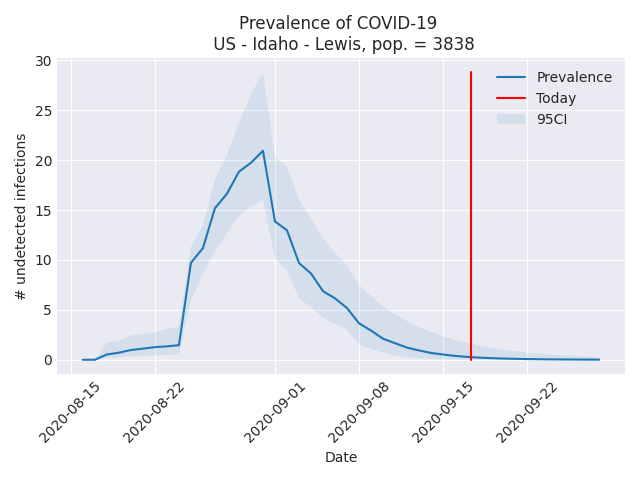 Prevalence of COVID-19
US - Idaho - Lewis, pop. = 3838
30
25
20
15
10
5
0
# undetected infections
Prevalence
Today
95CI
2020-08-15
2020-08-22
2020-09-01
2020-09-08
2020-09-15
2020-09-22
Date